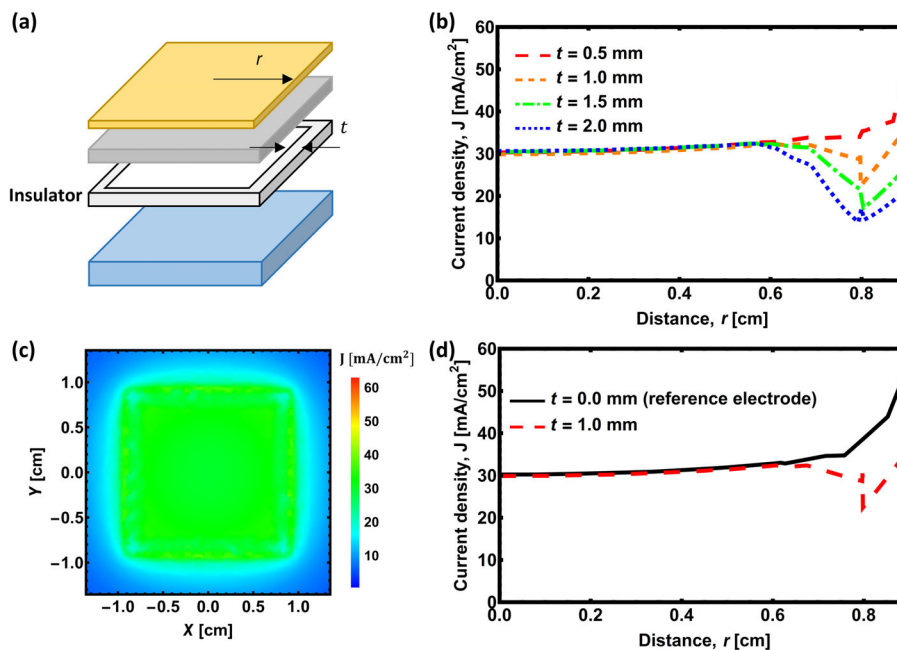 (a)
r
t
Insulator
(b)
Current density, J [mA/cm²]
60
50
40
30
20
10
0
t = 0.5 mm
t = 1.0 mm
t = 1.5 mm
t = 2.0 mm
0.0 0.2 0.4 0.6 0.8
Distance, r [cm]
(c)
J [mA/cm²]
60
50
40
30
20
10
Y [cm]
1.0
0.5
0.0
−0.5
−1.0
−1.0 −0.5 0.0 0.5 1.0
X [cm]
(d)
Current density, J [mA/cm²]
60
50
40
30
20
10
0
t = 0.0 mm (reference electrode)
t = 1.0 mm
0.0 0.2 0.4 0.6 0.8
Distance, r [cm]